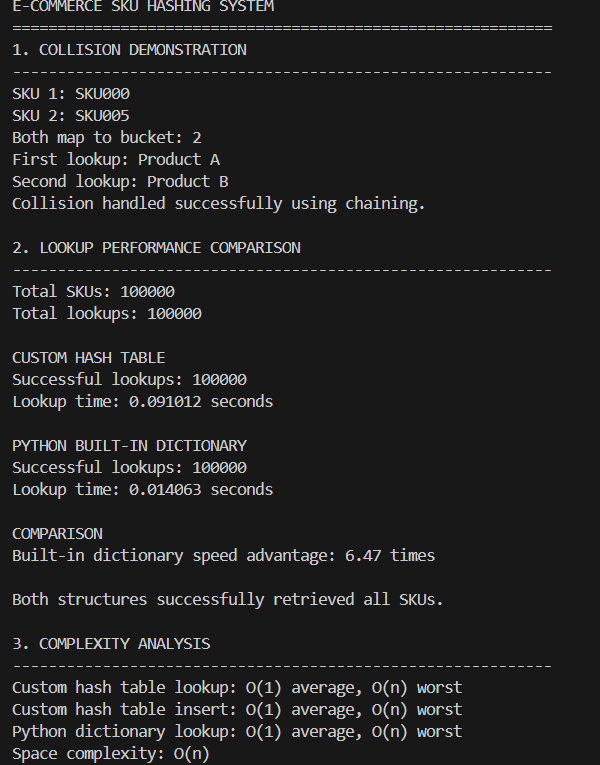 E-COMMERCE SKU HASHING SYSTEM
============================================================
1. COLLISION DEMONSTRATION
------------------------------------------------------------
SKU 1: SKU000
SKU 2: SKU005
Both map to bucket: 2
First lookup: Product A
Second lookup: Product B
Collision handled successfully using chaining.
2. LOOKUP PERFORMANCE COMPARISON
------------------------------------------------------------
Total SKUs: 100000
Total lookups: 100000
CUSTOM HASH TABLE
Successful lookups: 100000
Lookup time: 0.091012 seconds
PYTHON BUILT-IN DICTIONARY
Successful lookups: 100000
Lookup time: 0.014063 seconds
COMPARISON
Built-in dictionary speed advantage: 6.47 times
Both structures successfully retrieved all SKUs.
3. COMPLEXITY ANALYSIS
------------------------------------------------------------
Custom hash table lookup: O(1) average, O(n) worst
Custom hash table insert: O(1) average, O(n) worst
Python dictionary lookup: O(1) average, O(n) worst
Space complexity: O(n)